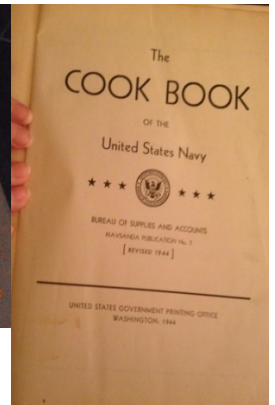 The
COOK BOOK
OF THE
United States Navy
BUREAU OF SUPPLIES AND ACCOUNTS
NAVSANDA PUBLICATION No. 7
[ REVISED 1944 ]
UNITED STATES GOVERNMENT PRINTING OFFICE
WASHINGTON, 1944